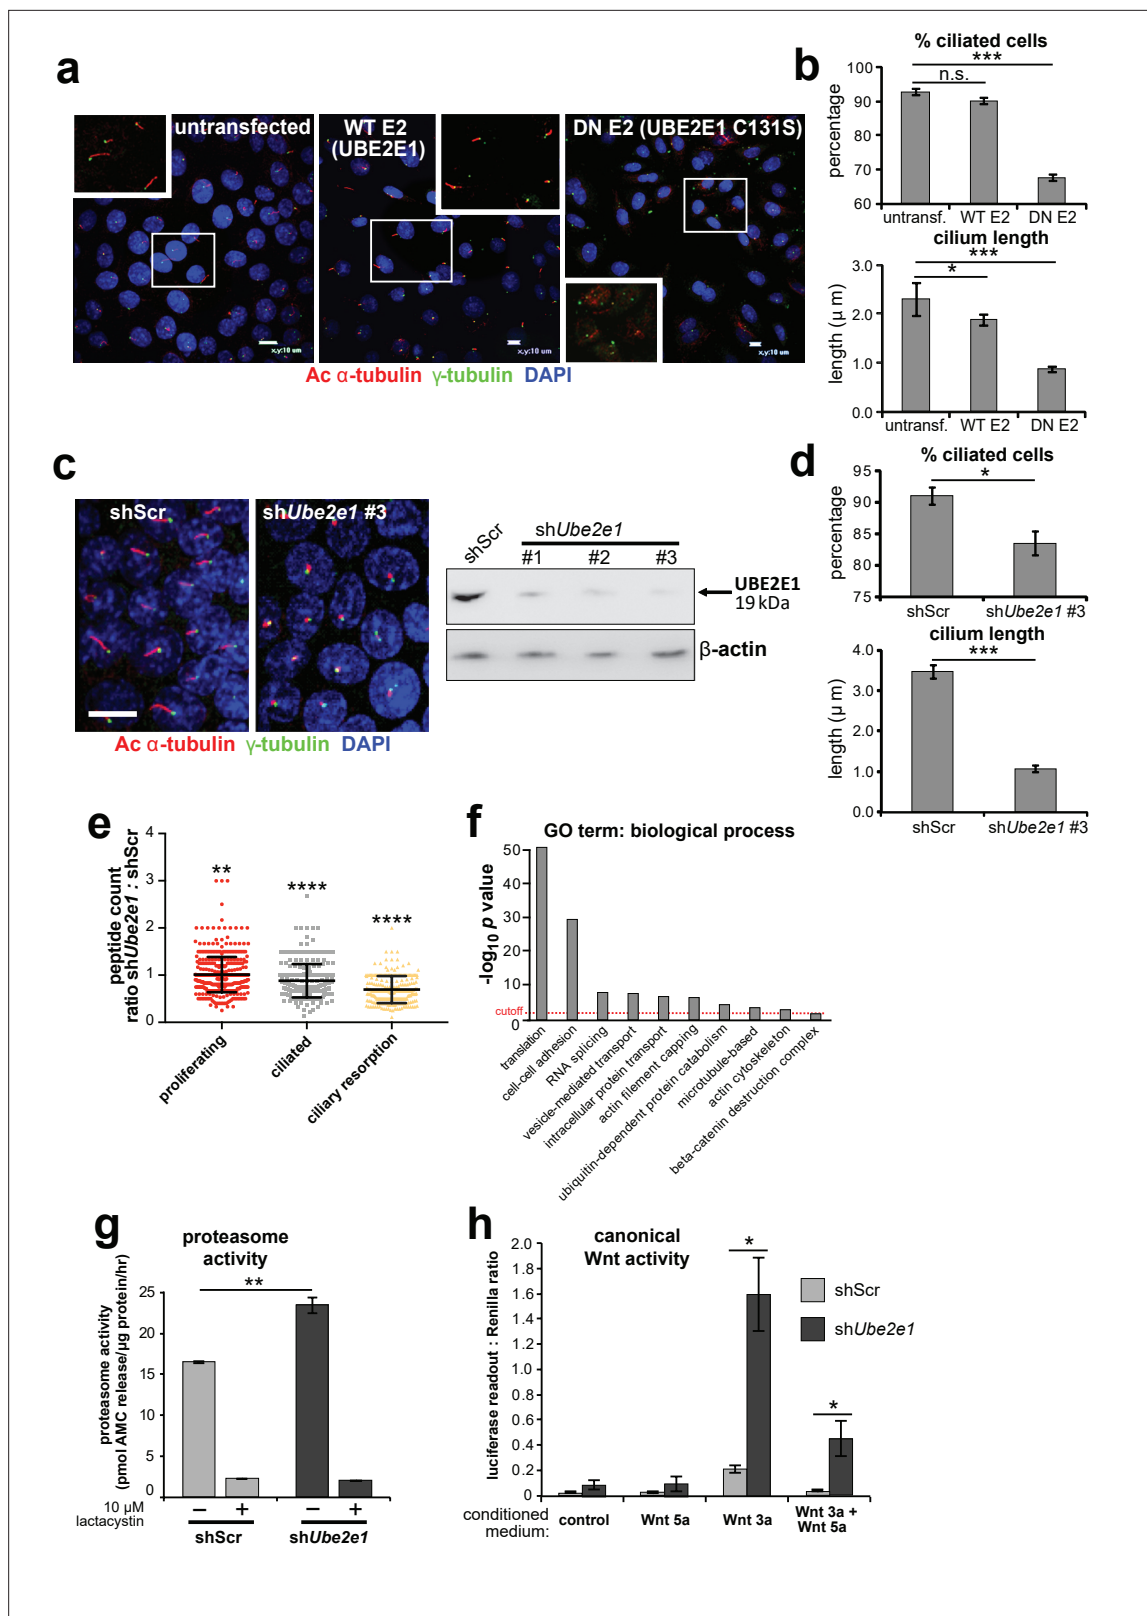 a
untransfected
WT E2
(UBE2E1)
DN E2 (UBE2E1 C131S)
x,y:10 um
x,y:10 um
x,y:10 um
Ac α-tubulin γ-tubulin DAPI
b
% ciliated cells
***
n.s.
percentage
100
90
80
70
60
untransf. WT E2 DN E2
cilium length
***
*
length (μm)
3.0
2.0
1.0
0.0
untransf. WT E2 DN E2
c
shScr
shUbe2e1 #3
Ac α-tubulin γ-tubulin DAPI
shScr
shUbe2e1
#1 #2 #3
UBE2E1
19 kDa
β-actin
d
% ciliated cells
*
percentage
95
90
85
80
75
shScr shUbe2e1 #3
cilium length
***
length (μm)
4.0
3.0
2.0
1.0
0.0
shScr shUbe2e1 #3
e
peptide count
ratio shUbe2e1 : shScr
4
3
2
1
0
**
****
****
proliferating
ciliated
ciliary resorption
f
GO term: biological process
-log10 p value
50
40
30
20
10
0
cutoff
translation
cell-cell adhesion
RNA splicing
vesicle-mediated transport
intracellular protein transport
actin filament capping
ubiquitin-dependent protein catabolism
microtubule-based
actin cytoskeleton
beta-catenin destruction complex
g
proteasome
activity
proteasome activity
(pmol AMC release/μg protein/hr)
25
20
15
10
5
0
**
10 μM
lactacystin
− + − +
shScr shUbe2e1
h
canonical
Wnt activity
luciferase readout : Renilla ratio
2.0
1.8
1.6
1.4
1.2
1.0
0.8
0.6
0.4
0.2
0
*
*
shScr
shUbe2e1
conditioned
medium:
control
Wnt 5a
Wnt 3a
Wnt 3a +
Wnt 5a